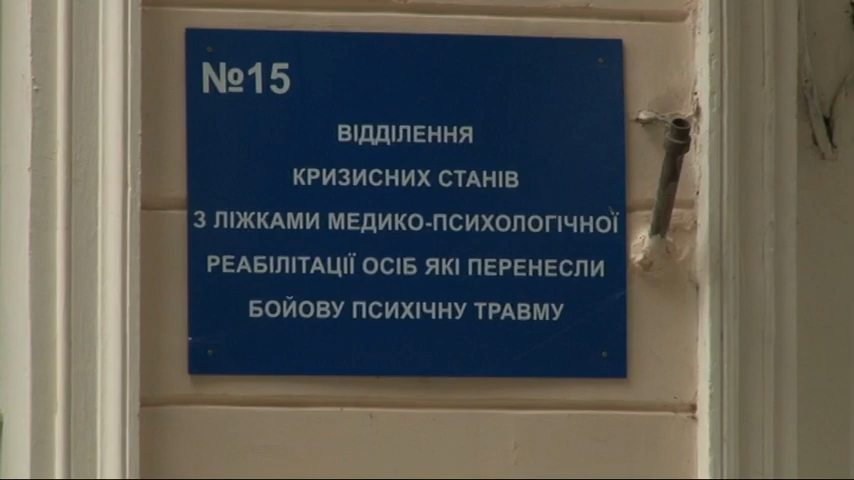 №15
ВІДДІЛЕННЯ
КРИЗИСНИХ СТАНІВ
З ЛІЖКАМИ МЕДИКО-ПСИХОЛОГІЧНОЇ
РЕАБІЛІТАЦІЇ ОСІБ ЯКІ ПЕРЕНЕСЛИ
БОЙОВУ ПСИХІЧНУ ТРАВМУ